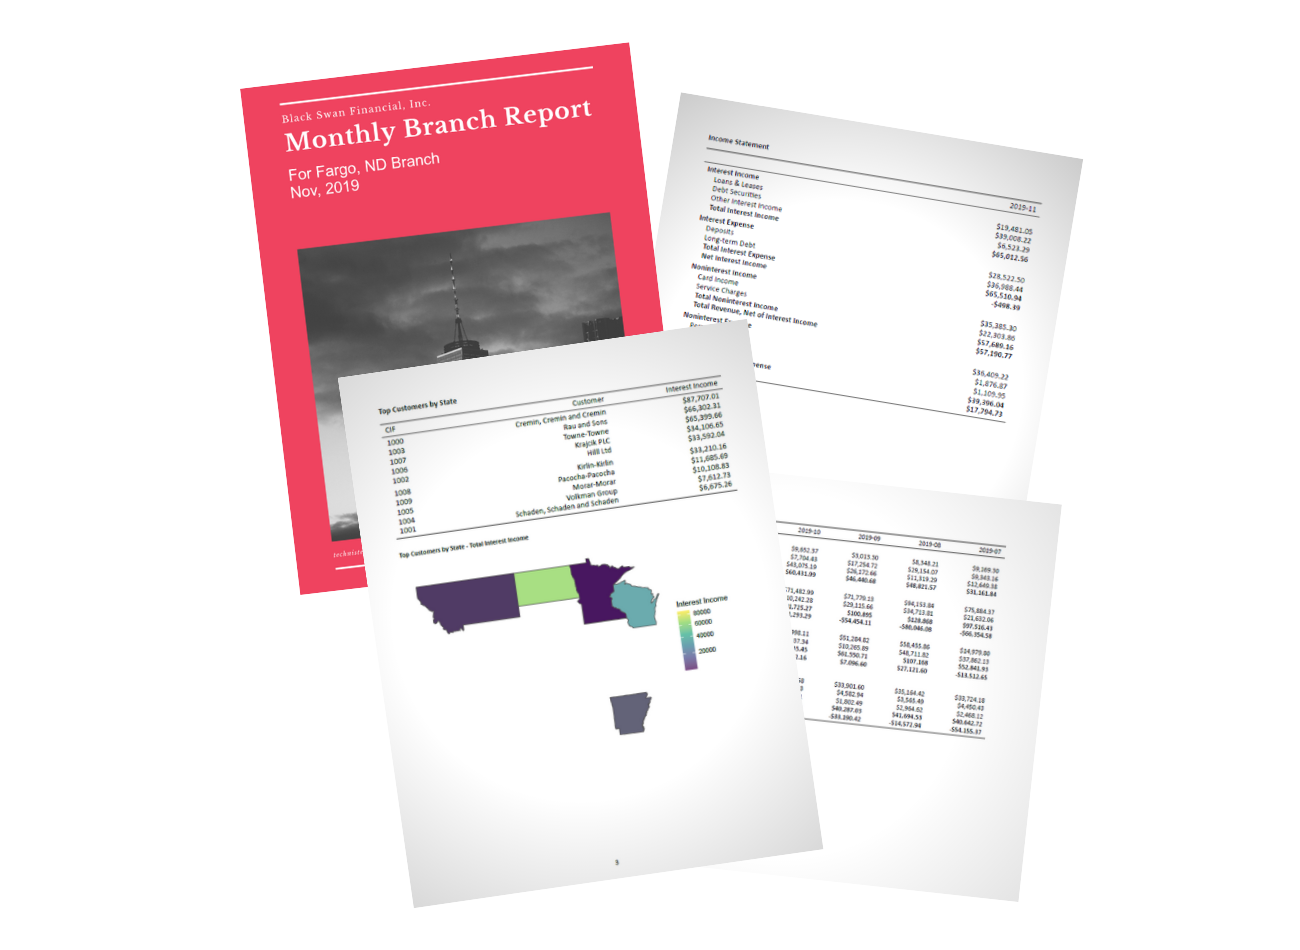 Black Swan Financial, Inc.
Monthly Branch Report
For Fargo, ND Branch
Nov, 2019
Income Statement
2019-11
Interest Income
Loans & Leases $19,481.05
Debt Securities $39,008.22
Other Interest Income $6,523.29
Total Interest Income $65,012.56
Interest Expense
Deposits $28,522.50
Long-term Debt $36,988.44
Total Interest Expense $65,510.94
Net Interest Income -$498.39
Noninterest Income
Card Income $35,385.30
Service Charges $22,303.86
Total Noninterest Income $57,689.16
Total Revenue, Net of Interest Income $57,190.77
Noninterest
$36,409.22
$1,876.87
$1,109.95
$39,396.04
$17,794.73
Top Customers by State
CIF Customer Interest Income
1000 Cremin, Cremin and Cremin $87,707.01
1003 Rau and Sons $66,302.31
1007 Towne-Towne $65,399.66
1006 Krajcik PLC $34,106.65
1002 Hill Ltd $33,592.04
1008 Kirlin-Kirlin $33,210.16
1009 Pacocha-Pacocha $11,685.69
1005 Morar-Morar $10,108.83
1004 Volkman Group $7,612.73
1001 Schaden, Schaden and Schaden $6,675.26
Top Customers by State - Total Interest Income
Interest Income
80000
60000
40000
20000
3
2019-10 2019-09 2019-08 2019-07
$9,652.37 $3,013.30 $8,348.21 $9,169.30
$7,704.43 $17,254.72 $29,154.07 $9,343.16
$43,075.19 $26,172.66 $11,319.29 $12,649.38
$60,431.99 $46,440.68 $48,821.57 $31,161.84
$71,779.13 $94,153.84 $75,884.37
$29,115.66 $34,713.81 $21,632.06
$100,895 $128,868 $97,516.43
-$54,454.11 -$80,046.08 -$66,354.58
$51,284.82 $58,455.86 $14,979.80
$10,265.89 $48,711.82 $37,862.13
$61,550.71 $107,168 $52,841.93
$7,096.60 $27,121.60 -$13,512.65
$33,901.60 $35,164.42 $33,724.18
$4,582.94 $3,565.49 $4,450.43
$1,802.49 $2,964.62 $2,468.12
$40,287.03 $41,694.53 $40,642.72
-$33,190.42 -$14,572.94 -$54,155.37